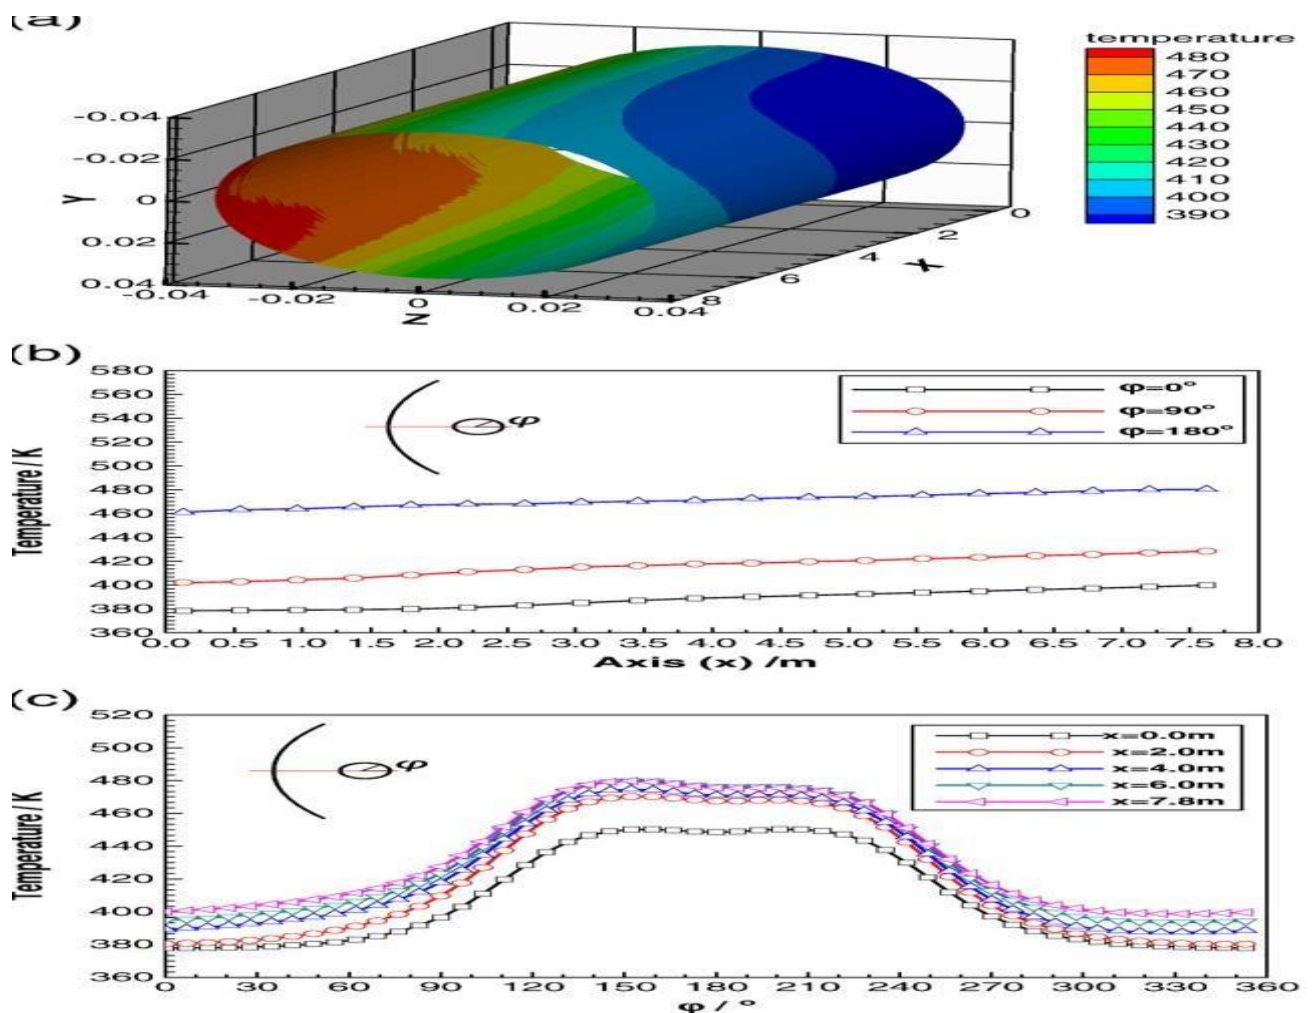 (a)
temperature
480
470
460
450
440
430
420
410
400
390
-0.04
-0.02
Y 0
0.02
0.04
-0.04 -0.02 0 0.02 0.04
Z
8 6 4 2 0
X
(b)
580
560
540
520
500
480
460
440
420
400
380
360
Temperature / K
φ
φ=0°
φ=90°
φ=180°
0.0 0.5 1.0 1.5 2.0 2.5 3.0 3.5 4.0 4.5 5.0 5.5 6.0 6.5 7.0 7.5 8.0
Axis (x) /m
(c)
520
500
480
460
440
420
400
380
360
Temperature / K
φ
x=0.0m
x=2.0m
x=4.0m
x=6.0m
x=7.8m
0 30 60 90 120 150 180 210 240 270 300 330 360
φ / °